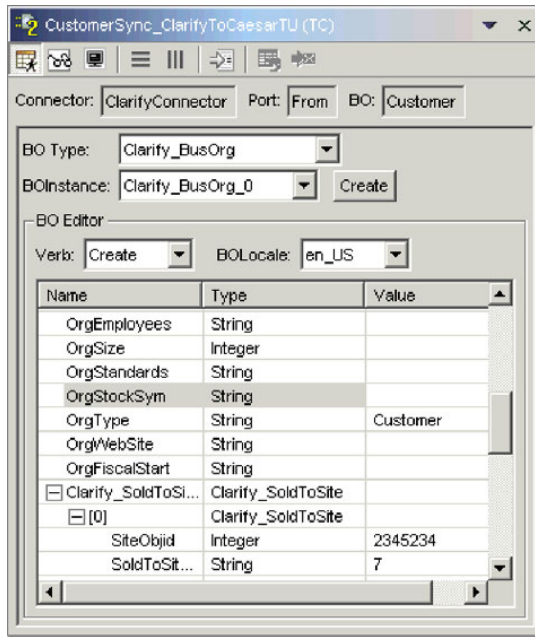 CustomerSync_ClarifyToCaesarTU (TC)
Connector: ClarifyConnector Port: From BO: Customer
BO Type: Clarify_BusOrg
BOInstance: Clarify_BusOrg_0 Create
BO Editor
Verb: Create BOLocale: en_US
Name Type Value
OrgEmployees String
OrgSize Integer
OrgStandards String
OrgStockSym String
OrgType String Customer
OrgWebSite String
OrgFiscalStart String
Clarify_SoldToSi... Clarify_SoldToSite
[0] Clarify_SoldToSite
SiteObjid Integer 2345234
SoldToSit... String 7